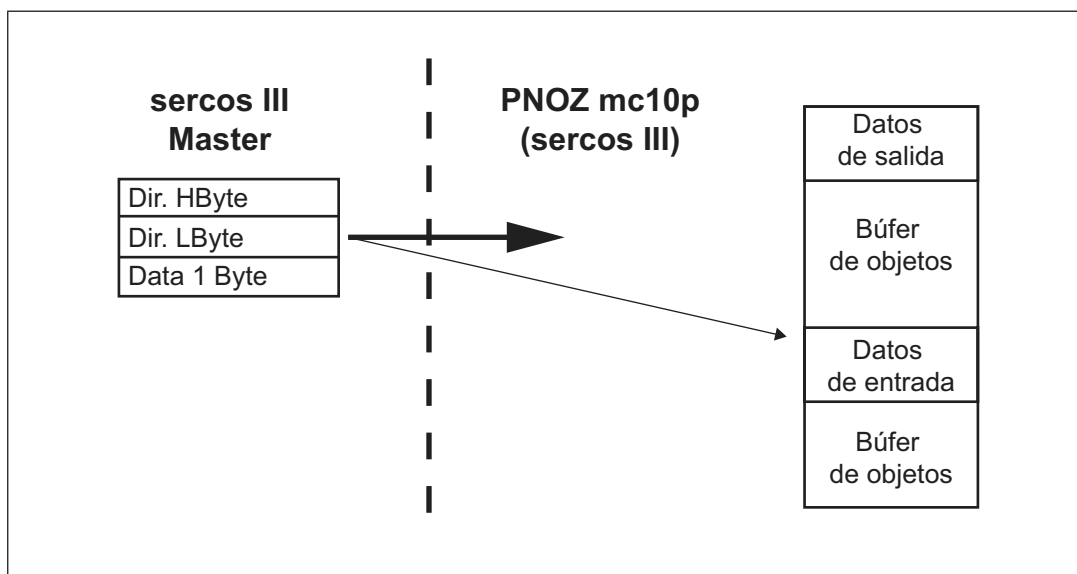 sercos III
Master
Dir. HByte
Dir. LByte
Data 1 Byte
PNOZ mc10p
(sercos III)
Datos
de salida
Búfer
de objetos
Datos
de entrada
Búfer
de objetos